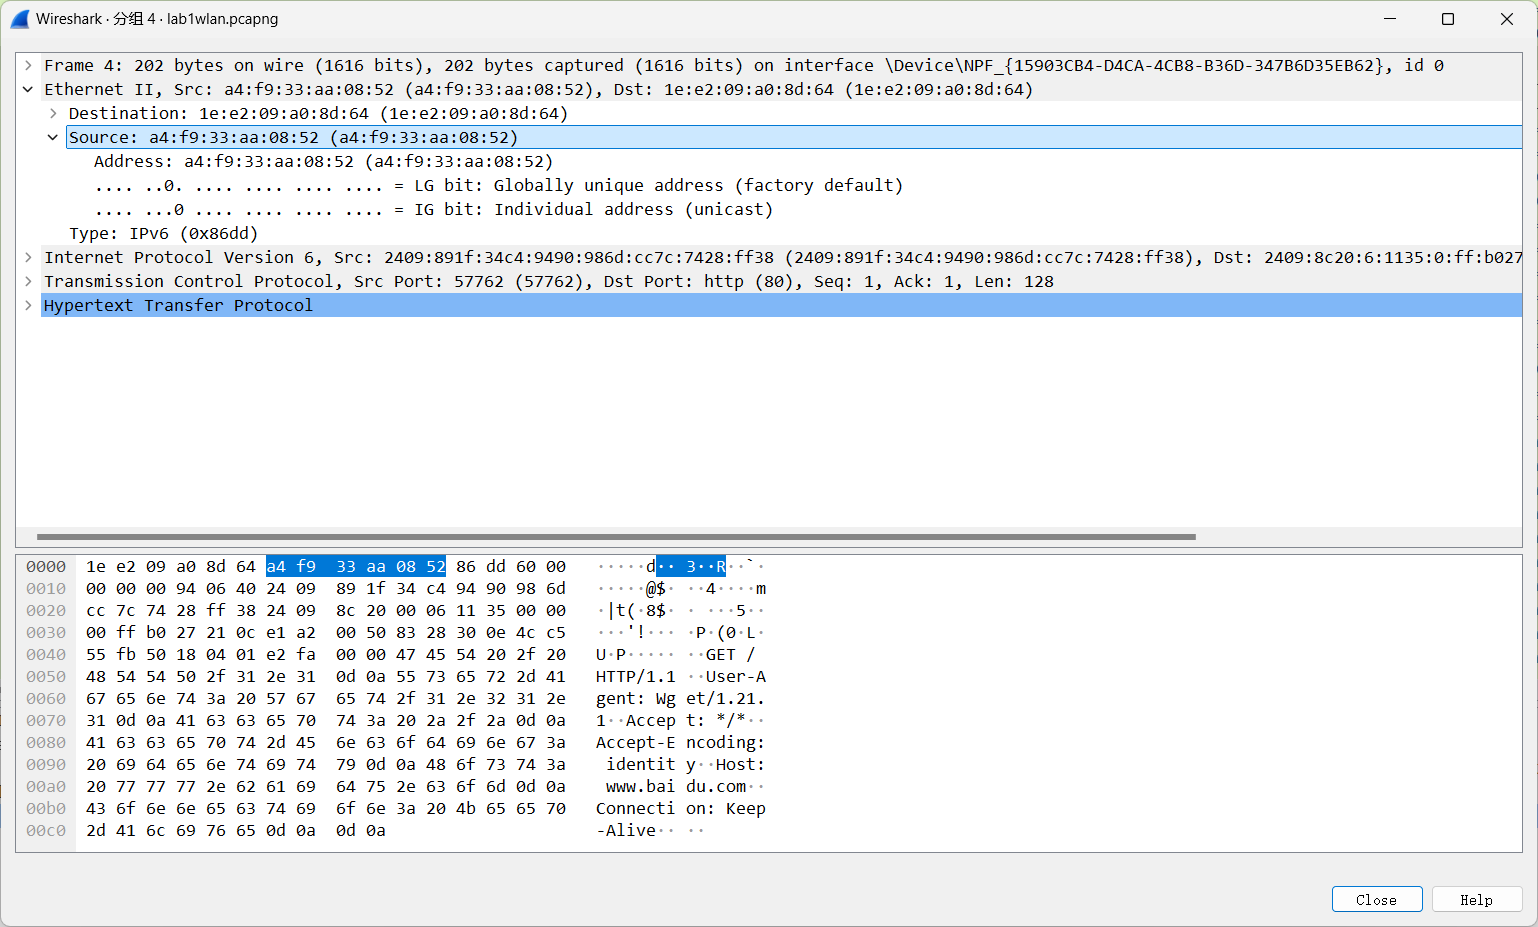 Wireshark · 分组 4 · lab1wlan.pcapng
Frame 4: 202 bytes on wire (1616 bits), 202 bytes captured (1616 bits) on interface \Device\NPF_{15903CB4-D4CA-4CB8-B36D-347B6D35EB62}, id 0
Ethernet II, Src: a4:f9:33:aa:08:52 (a4:f9:33:aa:08:52), Dst: 1e:e2:09:a0:8d:64 (1e:e2:09:a0:8d:64)
Destination: 1e:e2:09:a0:8d:64 (1e:e2:09:a0:8d:64)
Source: a4:f9:33:aa:08:52 (a4:f9:33:aa:08:52)
Address: a4:f9:33:aa:08:52 (a4:f9:33:aa:08:52)
.... ..0. .... .... .... .... = LG bit: Globally unique address (factory default)
.... ...0 .... .... .... .... = IG bit: Individual address (unicast)
Type: IPv6 (0x86dd)
Internet Protocol Version 6, Src: 2409:891f:34c4:9490:986d:cc7c:7428:ff38 (2409:891f:34c4:9490:986d:cc7c:7428:ff38), Dst: 2409:8c20:6:1135:0:ff:b027
Transmission Control Protocol, Src Port: 57762 (57762), Dst Port: http (80), Seq: 1, Ack: 1, Len: 128
Hypertext Transfer Protocol
0000 1e e2 09 a0 8d 64 a4 f9 33 aa 08 52 86 dd 60 00 ·····d·· 3··R··`·
0010 00 00 00 94 06 40 24 09 89 1f 34 c4 94 90 98 6d ·····@$· ··4····m
0020 cc 7c 74 28 ff 38 24 09 8c 20 00 06 11 35 00 00 ·|t(·8$· · ···5··
0030 00 ff b0 27 21 0c e1 a2 00 50 83 28 30 0e 4c c5 ···'!··· ·P·(0·L·
0040 55 fb 50 18 04 01 e2 fa 00 00 47 45 54 20 2f 20 U·P····· ··GET /
0050 48 54 54 50 2f 31 2e 31 0d 0a 55 73 65 72 2d 41 HTTP/1.1 ··User-A
0060 67 65 6e 74 3a 20 57 67 65 74 2f 31 2e 32 31 2e gent: Wg et/1.21.
0070 31 0d 0a 41 63 63 65 70 74 3a 20 2a 2f 2a 0d 0a 1··Accep t: */*··
0080 41 63 63 65 70 74 2d 45 6e 63 6f 64 69 6e 67 3a Accept-E ncoding:
0090 20 69 64 65 6e 74 69 74 79 0d 0a 48 6f 73 74 3a identit y··Host:
00a0 20 77 77 77 2e 62 61 69 64 75 2e 63 6f 6d 0d 0a www.bai du.com··
00b0 43 6f 6e 6e 65 63 74 69 6f 6e 3a 20 4b 65 65 70 Connecti on: Keep
00c0 2d 41 6c 69 76 65 0d 0a 0d 0a -Alive·· ··
Close Help